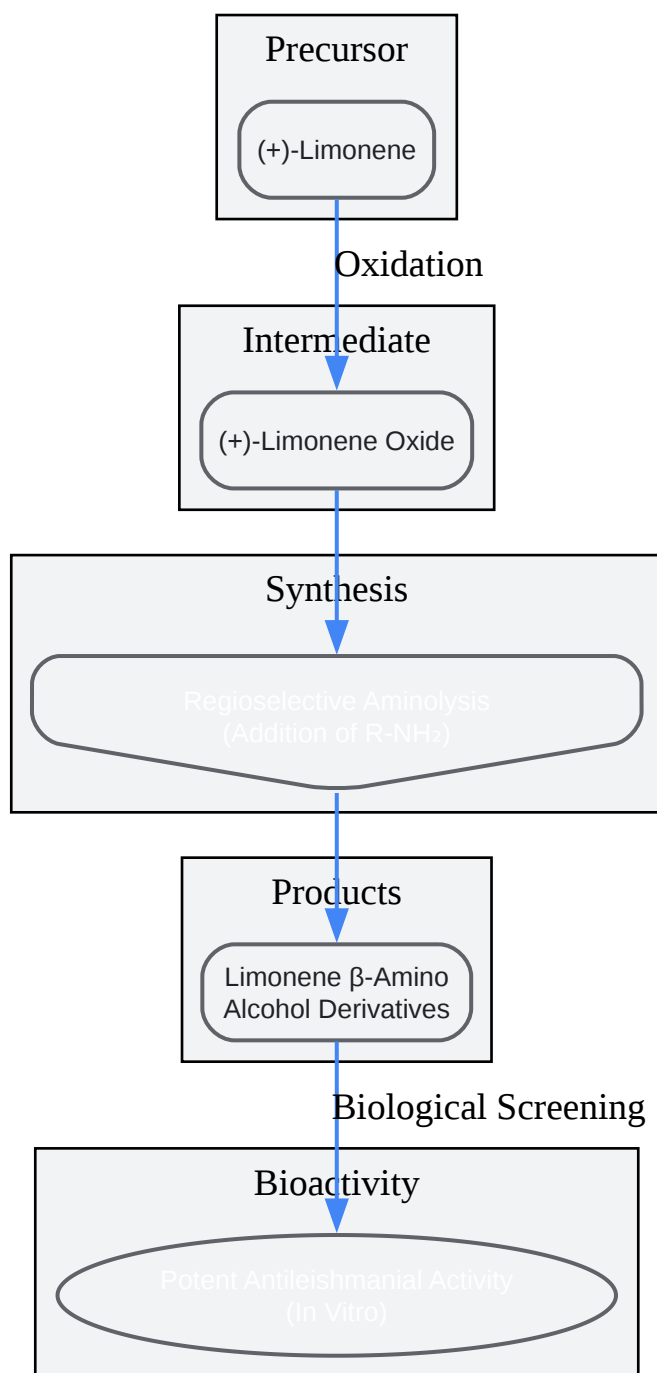 Precursor
(+)-Limonene
Oxidation
Intermediate
(+)-Limonene Oxide
Synthesis
Regioselective Aminolysis
(Addition of R-NH₂)
Products
Limonene β-Amino
Alcohol Derivatives
Biological Screening
Bioactivity
Potent Antileishmanial Activity
(In Vitro)